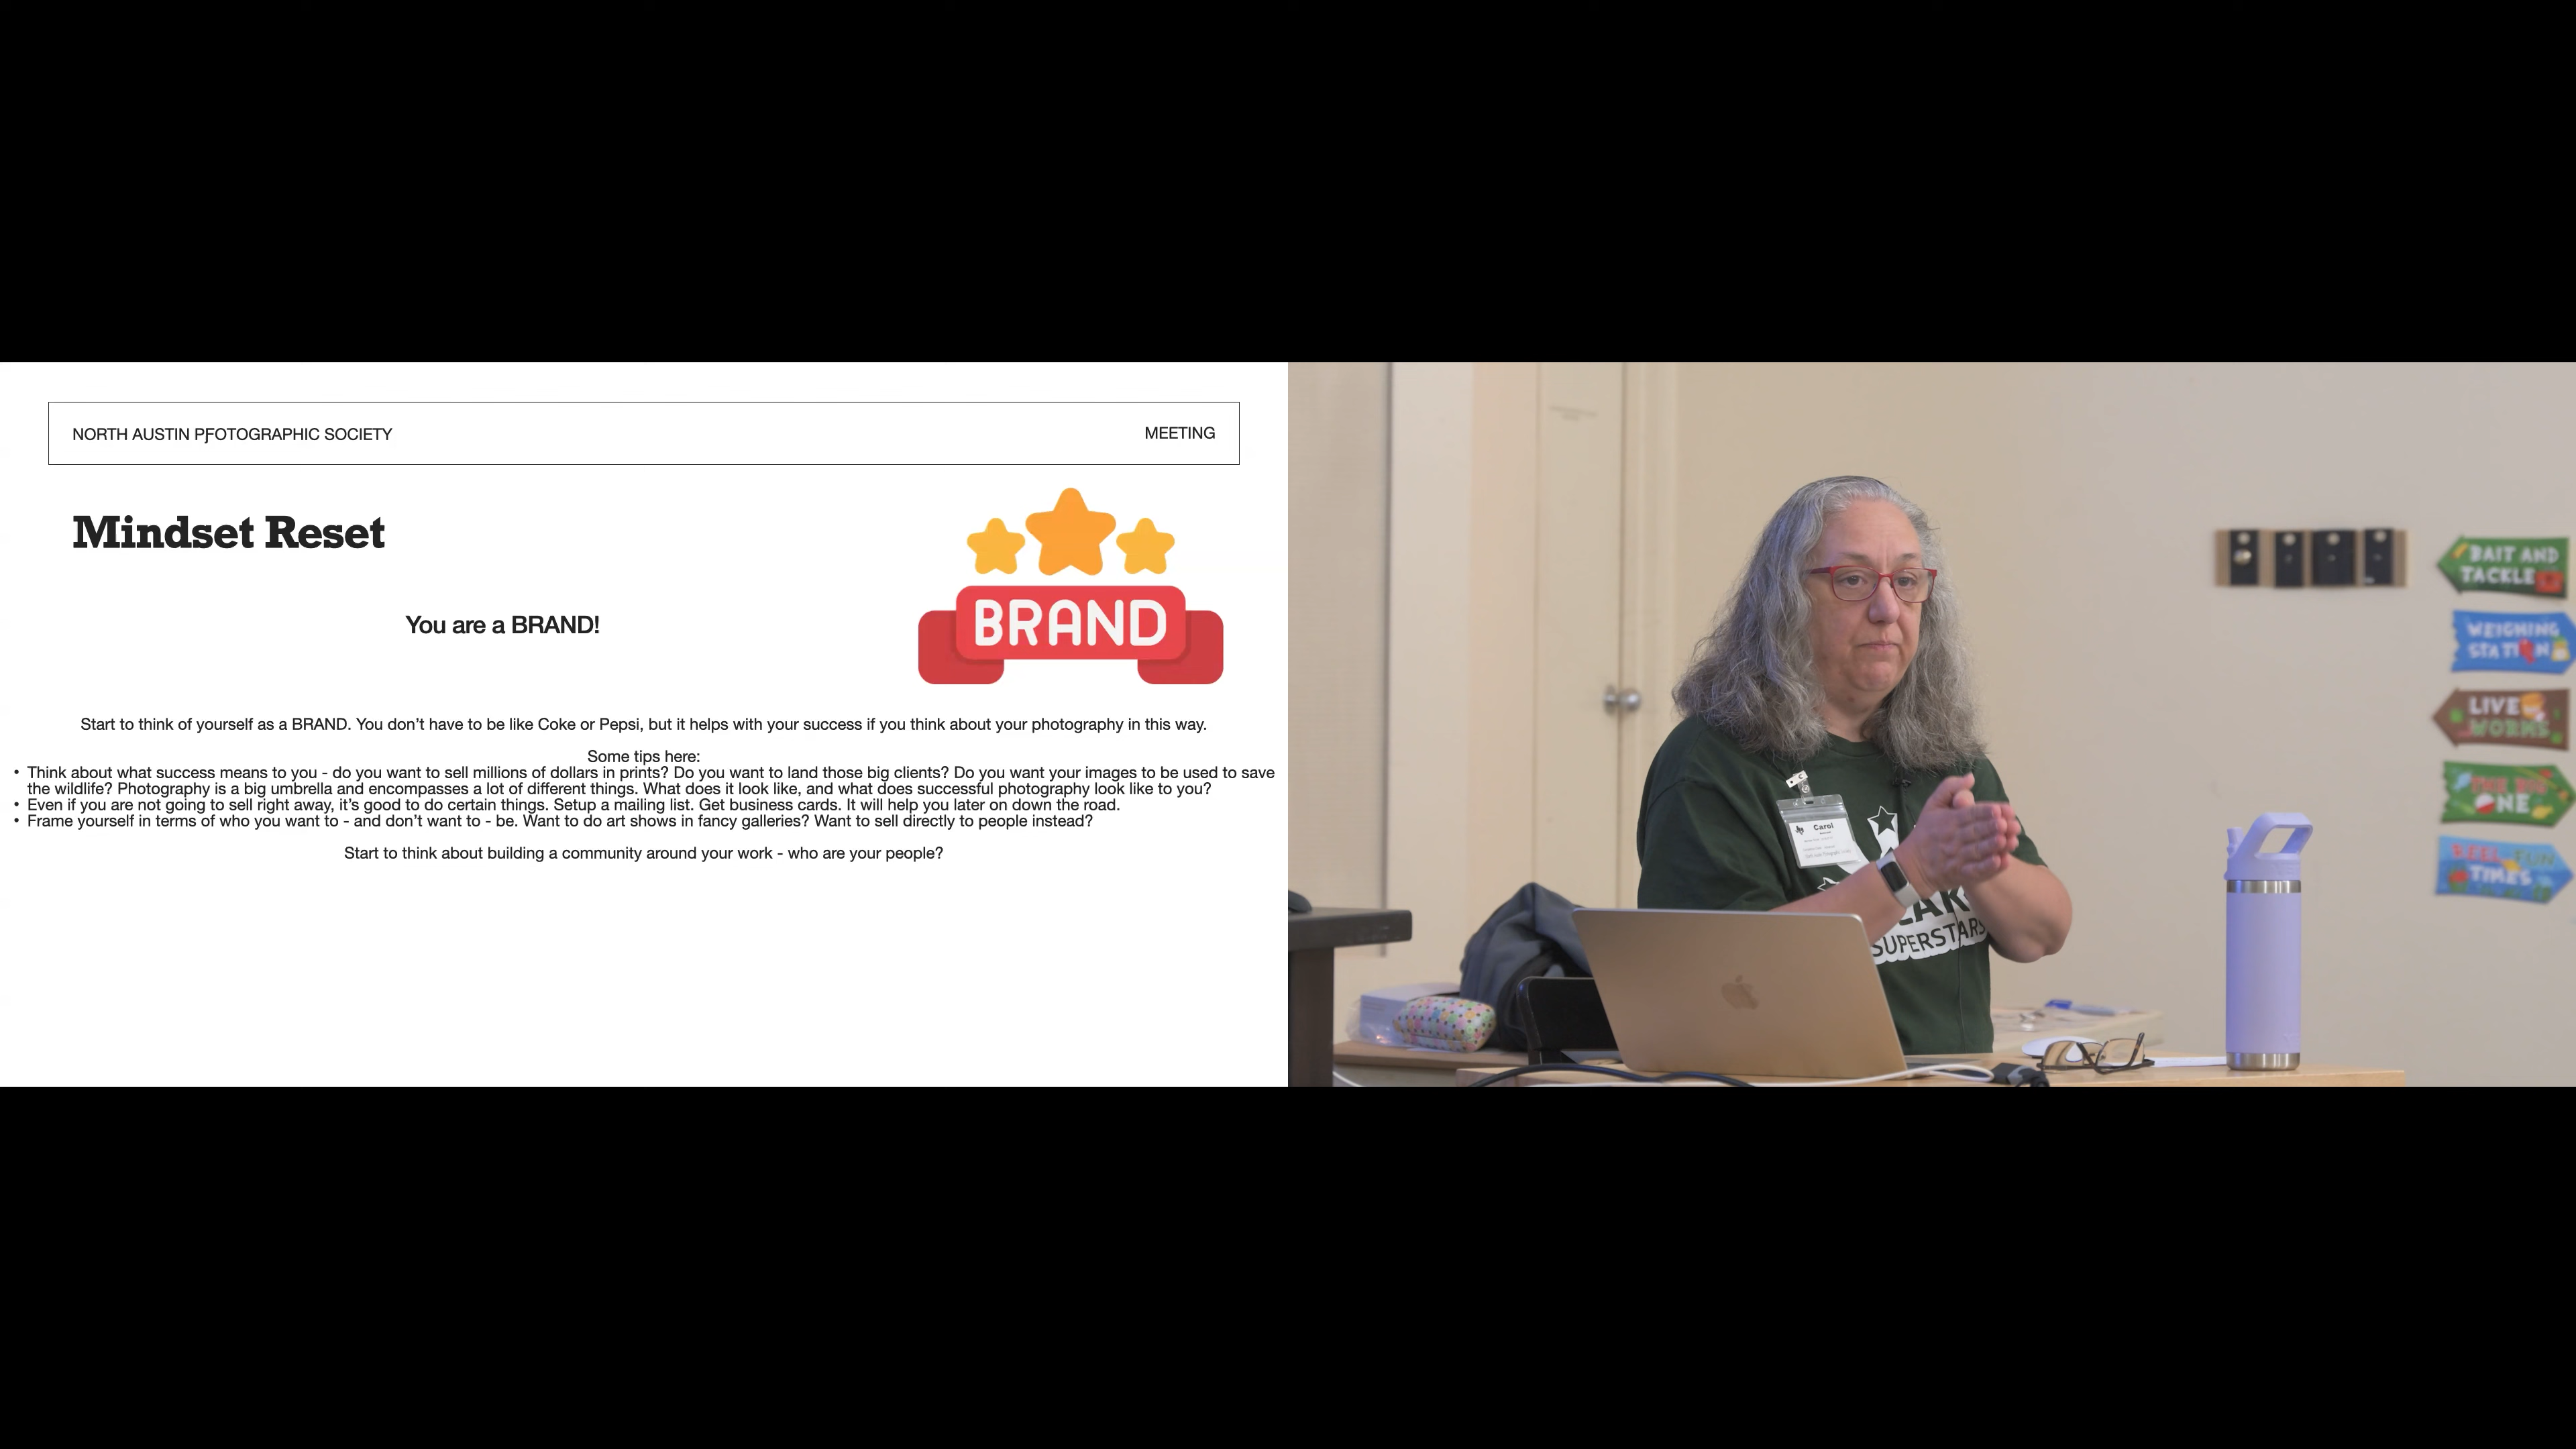 NORTH AUSTIN PFOTOGRAPHIC SOCIETY
MEETING
Mindset Reset
BRAND
You are a BRAND!
Start to think of yourself as a BRAND. You don't have to be like Coke or Pepsi, but it helps with your success if you think about your photography in this way.
Some tips here:
• Think about what success means to you - do you want to sell millions of dollars in prints? Do you want to land those big clients? Do you want your images to be used to save
the wildlife? Photography is a big umbrella and encompasses a lot of different things. What does it look like, and what does successful photography look like to you?
• Even if you are not going to sell right away, it's good to do certain things. Setup a mailing list. Get business cards. It will help you later on down the road.
• Frame yourself in terms of who you want to - and don't want to - be. Want to do art shows in fancy galleries? Want to sell directly to people instead?
Start to think about building a community around your work - who are your people?
BAIT AND
TACKLE
WEIGHING
STATION
LIVE
WORMS
THE BIG
ONE
REEL FUN
TIMES
Carol
SUPERSTARS